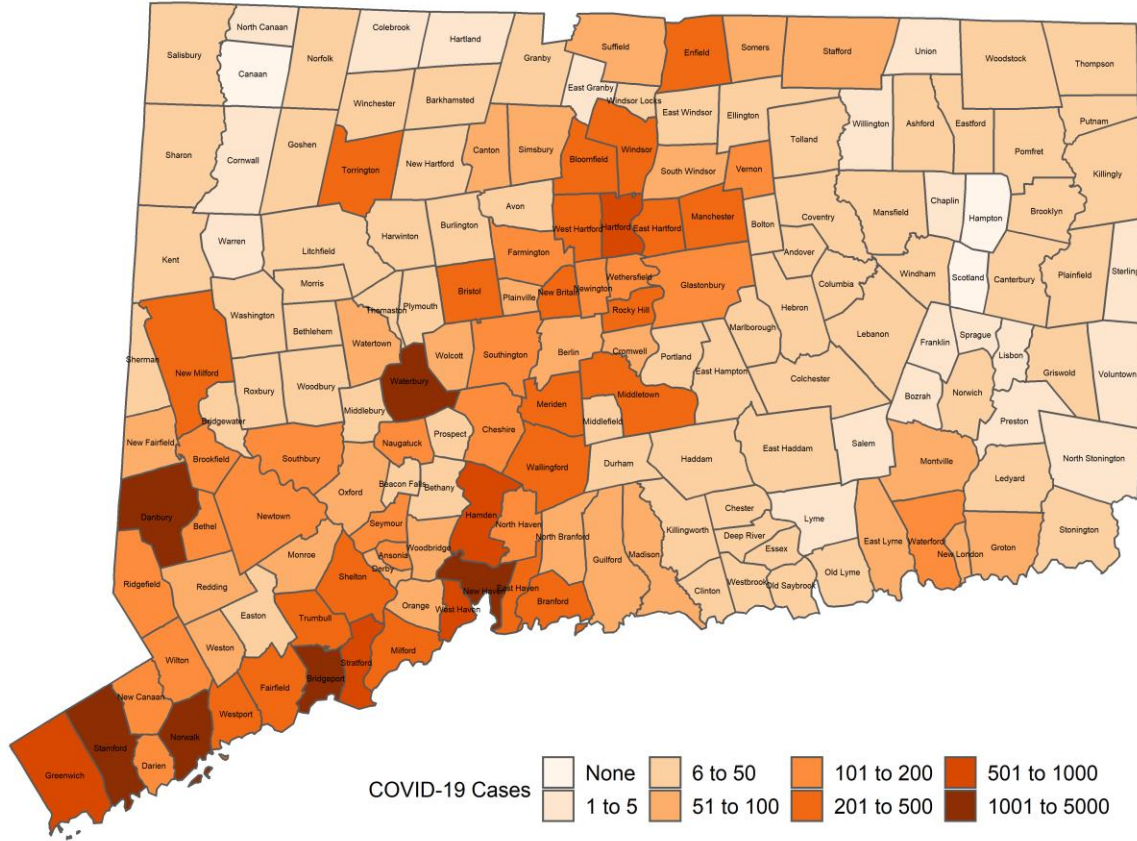 North Canaan
Colebrook
Hartland
Suffield
Enfield
Somers
Stafford
Union
Woodstock
Thompson
Salisbury
Canaan
Norfolk
Granby
East Granby
Windsor Locks
Winchester
Barkhamsted
East Windsor
Ellington
Willington
Ashford
Eastford
Putnam
Sharon
Cornwall
Goshen
Torrington
New Hartford
Canton
Simsbury
Bloomfield
Windsor
South Windsor
Vernon
Tolland
Pomfret
Killingly
Kent
Warren
Litchfield
Harwinton
Burlington
Avon
West Hartford
Hartford
East Hartford
Manchester
Bolton
Coventry
Mansfield
Chaplin
Hampton
Brooklyn
Farmington
Andover
Windham
Scotland
Canterbury
Plainfield
Sterling
Morris
Washington
Bethlehem
Thomaston
Plymouth
Bristol
Plainville
New Britain
Newington
Wethersfield
Rocky Hill
Glastonbury
Marlborough
Hebron
Columbia
Lebanon
Franklin
Sprague
Lisbon
Griswold
Voluntown
Sherman
New Milford
Roxbury
Woodbury
Watertown
Waterbury
Wolcott
Southington
Berlin
Cromwell
Portland
East Hampton
Colchester
Bozrah
Norwich
Preston
Bridgewater
Middlebury
Meriden
Middletown
Middlefield
New Fairfield
Brookfield
Southbury
Naugatuck
Prospect
Cheshire
Wallingford
Durham
Haddam
East Haddam
Salem
Montville
Ledyard
North Stonington
Danbury
Bethel
Newtown
Oxford
Beacon Falls
Bethany
Seymour
Hamden
North Haven
Killingworth
Chester
Lyme
Deep River
Essex
Ridgefield
Redding
Monroe
Ansonia
Derby
Woodbridge
North Branford
Guilford
Madison
Clinton
Westbrook
Old Saybrook
Old Lyme
East Lyme
Waterford
New London
Groton
Stonington
Easton
Shelton
Orange
New Haven
East Haven
West Haven
Branford
Wilton
Weston
Trumbull
Stratford
Milford
New Canaan
Fairfield
Bridgeport
Westport
Norwalk
Darien
Stamford
Greenwich
COVID-19 Cases
None
6 to 50
101 to 200
501 to 1000
1 to 5
51 to 100
201 to 500
1001 to 5000